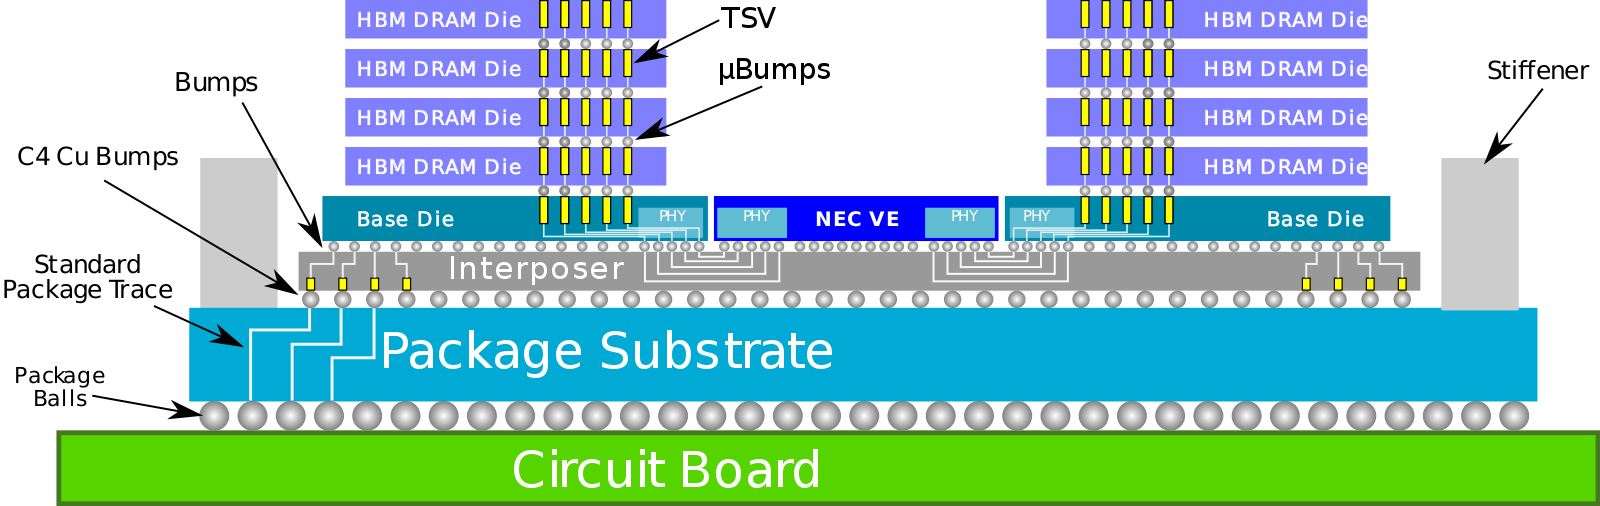 HBM DRAM Die
TSV
HBM DRAM Die
HBM DRAM Die
µBumps
HBM DRAM Die
Stiffener
Bumps
HBM DRAM Die
HBM DRAM Die
C4 Cu Bumps
HBM DRAM Die
HBM DRAM Die
Base Die
PHY
PHY
NEC VE
PHY
PHY
Base Die
Standard
Package Trace
Interposer
Package Substrate
Package
Balls
Circuit Board